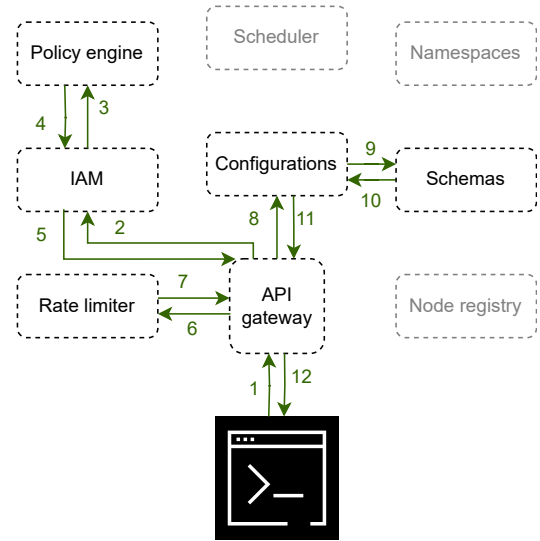 Scheduler
Policy engine
Namespaces
4
3
IAM
Configurations
9
Schemas
10
5
2
8
11
7
Rate limiter
API
gateway
Node registry
6
1
12
>_